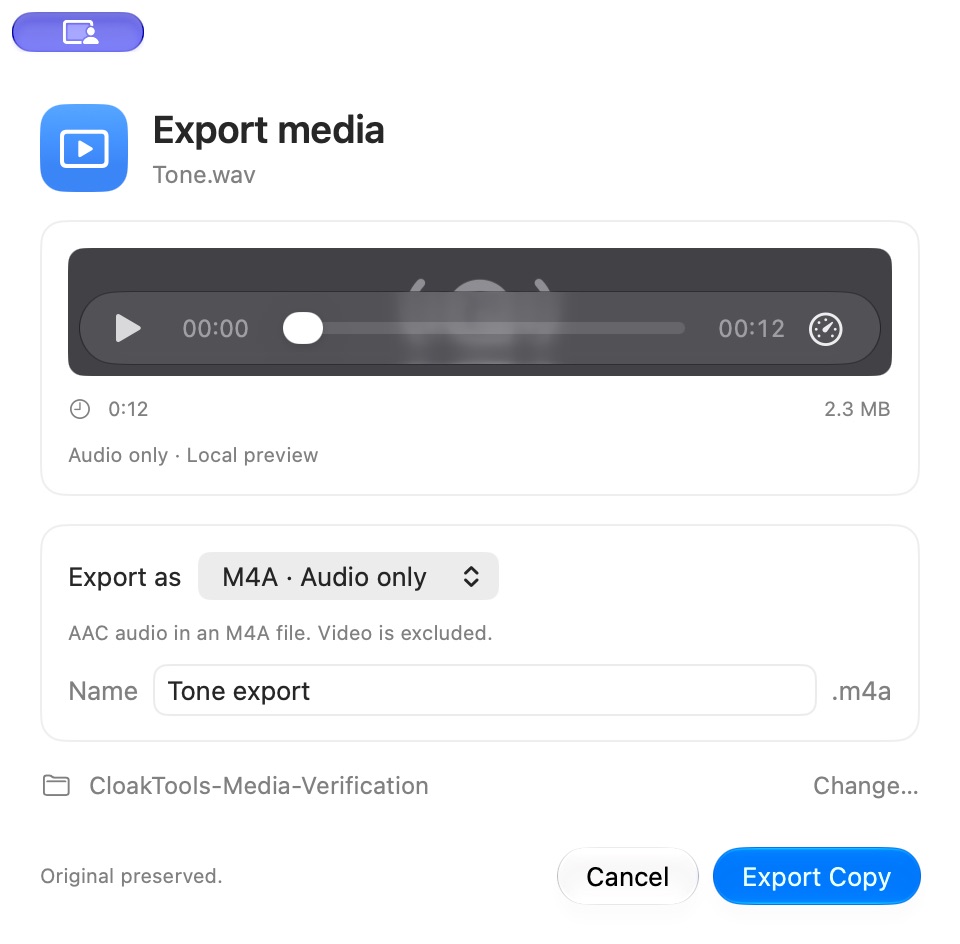 Export media
Tone.wav
00:00 00:12
0:12 2.3 MB
Audio only · Local preview
Export as M4A · Audio only
AAC audio in an M4A file. Video is excluded.
Name Tone export .m4a
CloakTools-Media-Verification Change...
Original preserved. Cancel Export Copy